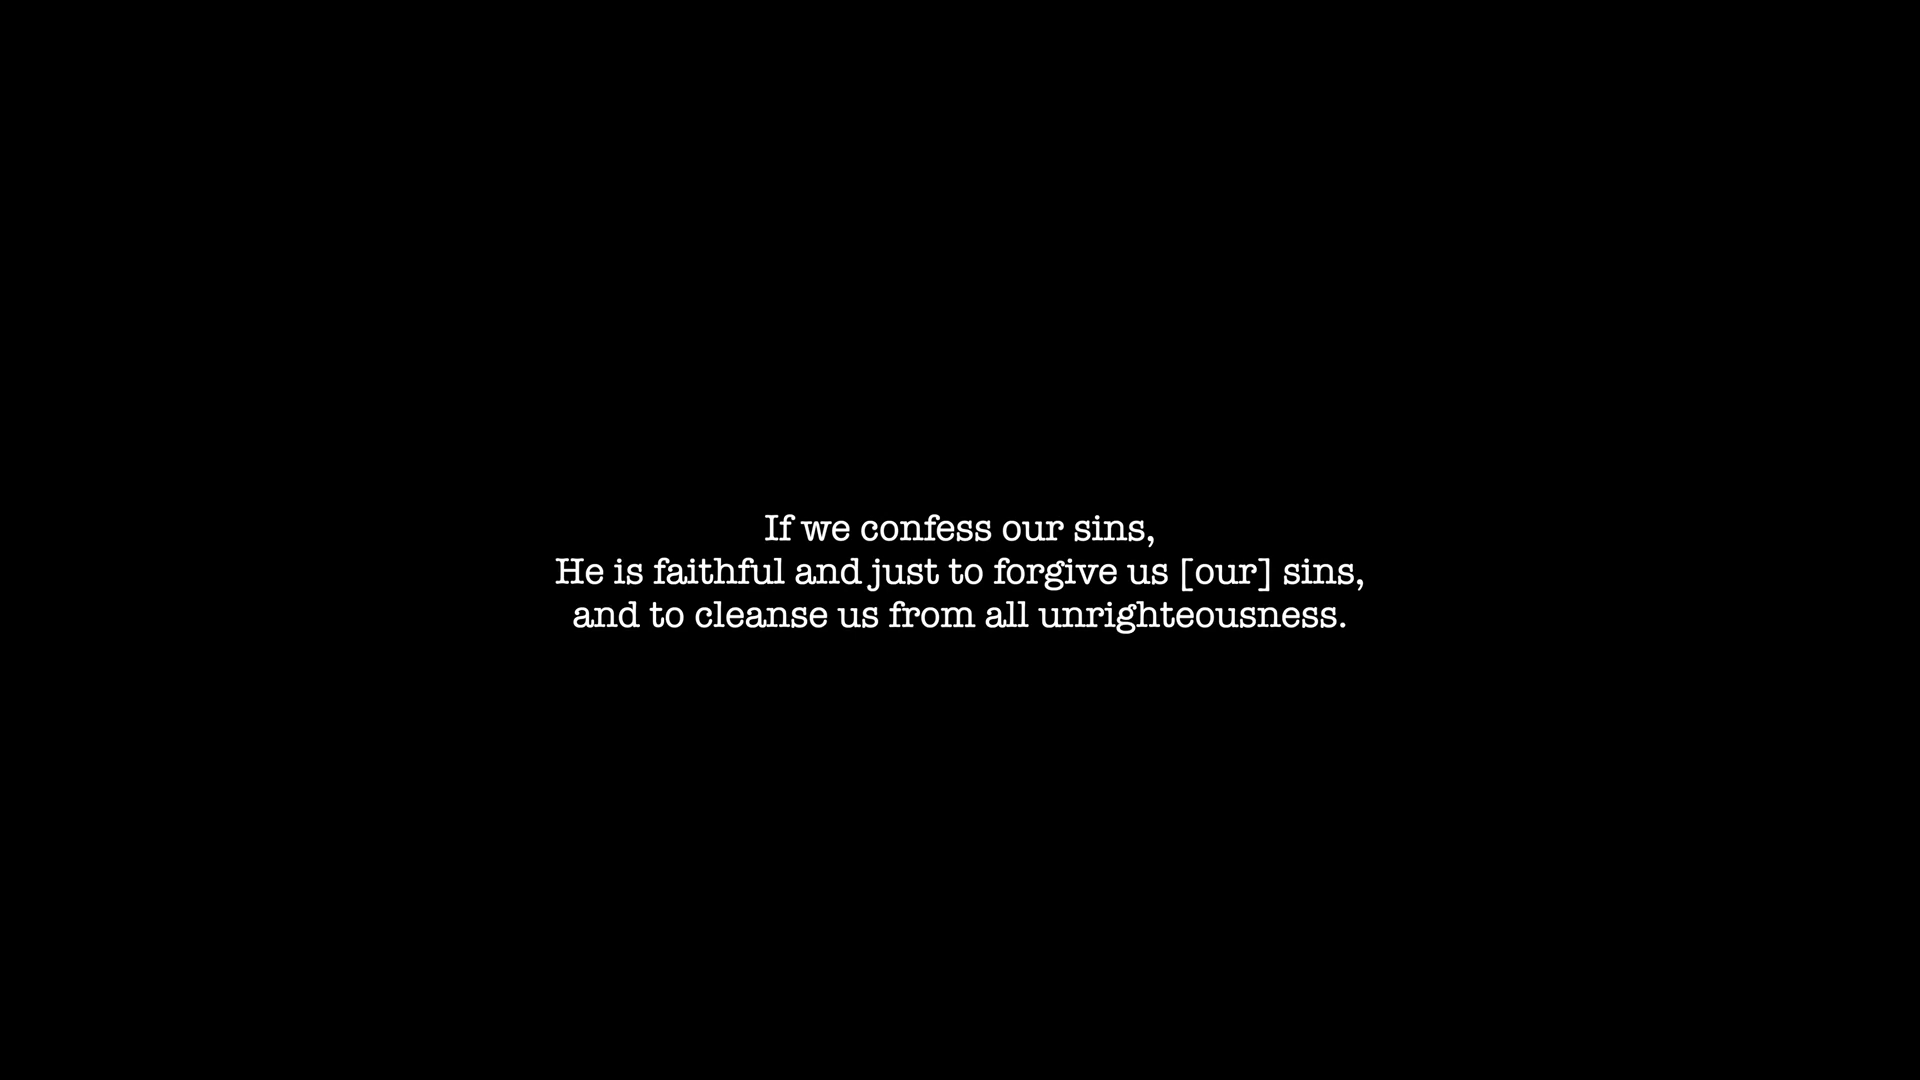 If we confess our sins,
He is faithful and just to forgive us [our] sins,
and to cleanse us from all unrighteousness.